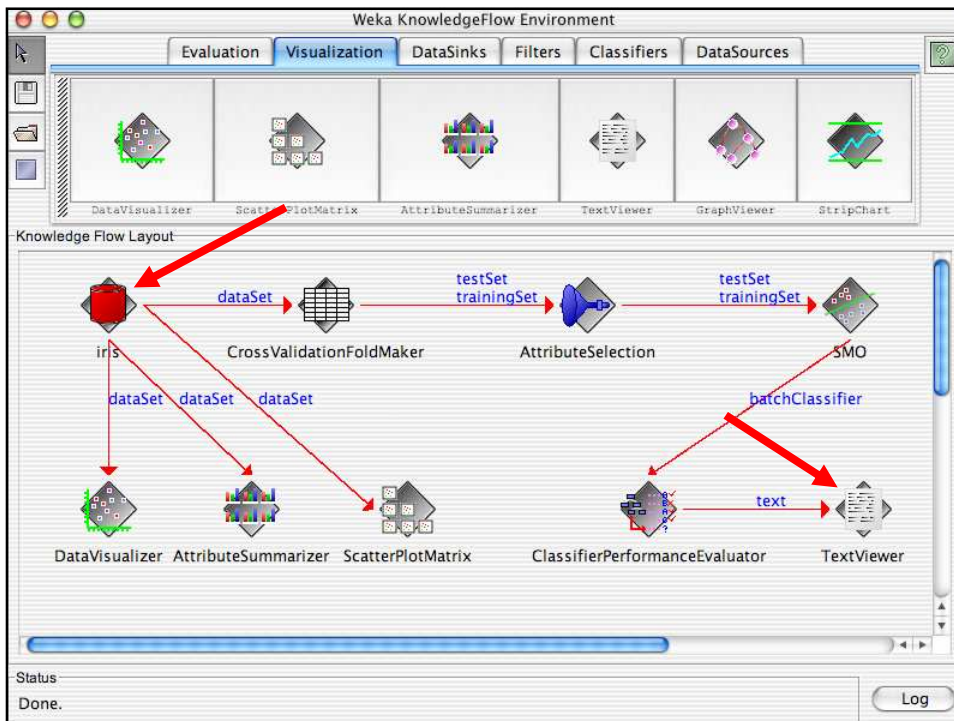 Weka KnowledgeFlow Environment
Evaluation Visualization DataSinks Filters Classifiers DataSources
DataVisualizer ScatterPlotMatrix AttributeSummarizer TextViewer GraphViewer StripChart
Knowledge Flow Layout
testSet testSet
dataSet trainingSet trainingSet
iris CrossValidationFoldMaker AttributeSelection SMO
dataSet dataSet dataSet batchClassifier
text
DataVisualizer AttributeSummarizer ScatterPlotMatrix ClassifierPerformanceEvaluator TextViewer
Status
Done.
Log